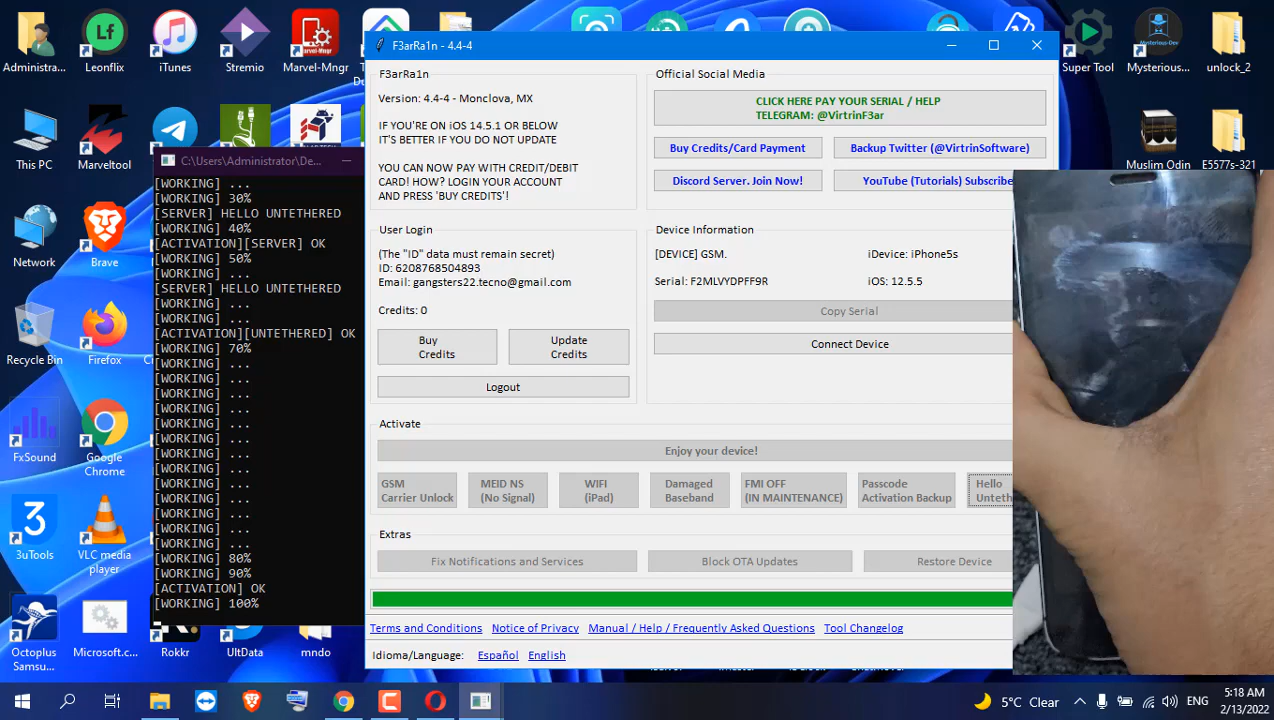 Administra...
Leonflix
iTunes
Stremio
Marvel-Mngr
Super Tool
Mysterious-Dev
Mysterious...
unlock_2
This PC
Marveltool
Muslim Odin
E5577s-321
Network
Brave
Recycle Bin
Firefox
FxSound
Google
Chrome
3
3uTools
VLC media
player
Octoplus
Samsu...
Microsoft.c...
Rokkr
UltData
mndo
C:\Users\Administrator\De...
[WORKING] ...
[WORKING] 30%
[SERVER] HELLO UNTETHERED
[WORKING] 40%
[ACTIVATION][SERVER] OK
[WORKING] 50%
[WORKING] ...
[SERVER] HELLO UNTETHERED
[WORKING] ...
[WORKING] ...
[ACTIVATION][UNTETHERED] OK
[WORKING] 70%
[WORKING] ...
[WORKING] ...
[WORKING] ...
[WORKING] ...
[WORKING] ...
[WORKING] ...
[WORKING] ...
[WORKING] ...
[WORKING] ...
[WORKING] ...
[WORKING] ...
[WORKING] ...
[WORKING] ...
[WORKING] 80%
[WORKING] 90%
[ACTIVATION] OK
[WORKING] 100%
F3arRa1n - 4.4-4
F3arRa1n
Version: 4.4-4 - Monclova, MX
IF YOU'RE ON iOS 14.5.1 OR BELOW
IT'S BETTER IF YOU DO NOT UPDATE
YOU CAN NOW PAY WITH CREDIT/DEBIT
CARD! HOW? LOGIN YOUR ACCOUNT
AND PRESS 'BUY CREDITS'!
Official Social Media
CLICK HERE PAY YOUR SERIAL / HELP
TELEGRAM: @VirtrinF3ar
Buy Credits/Card Payment
Backup Twitter (@VirtrinSoftware)
Discord Server. Join Now!
YouTube (Tutorials) Subscribe
User Login
(The "ID" data must remain secret)
ID: 6208768504893
Email: gangsters22.tecno@gmail.com
Credits: 0
Buy
Credits
Update
Credits
Logout
Device Information
[DEVICE] GSM.
iDevice: iPhone5s
Serial: F2MLVYDPFF9R
iOS: 12.5.5
Copy Serial
Connect Device
Activate
Enjoy your device!
GSM
Carrier Unlock
MEID NS
(No Signal)
WIFI
(iPad)
Damaged
Baseband
FMI OFF
(IN MAINTENANCE)
Passcode
Activation Backup
Hello
Unteth
Extras
Fix Notifications and Services
Block OTA Updates
Restore Device
Terms and Conditions
Notice of Privacy
Manual / Help / Frequently Asked Questions
Tool Changelog
Idioma/Language:
Español
English
5°C Clear
ENG
5:18 AM
2/13/2022